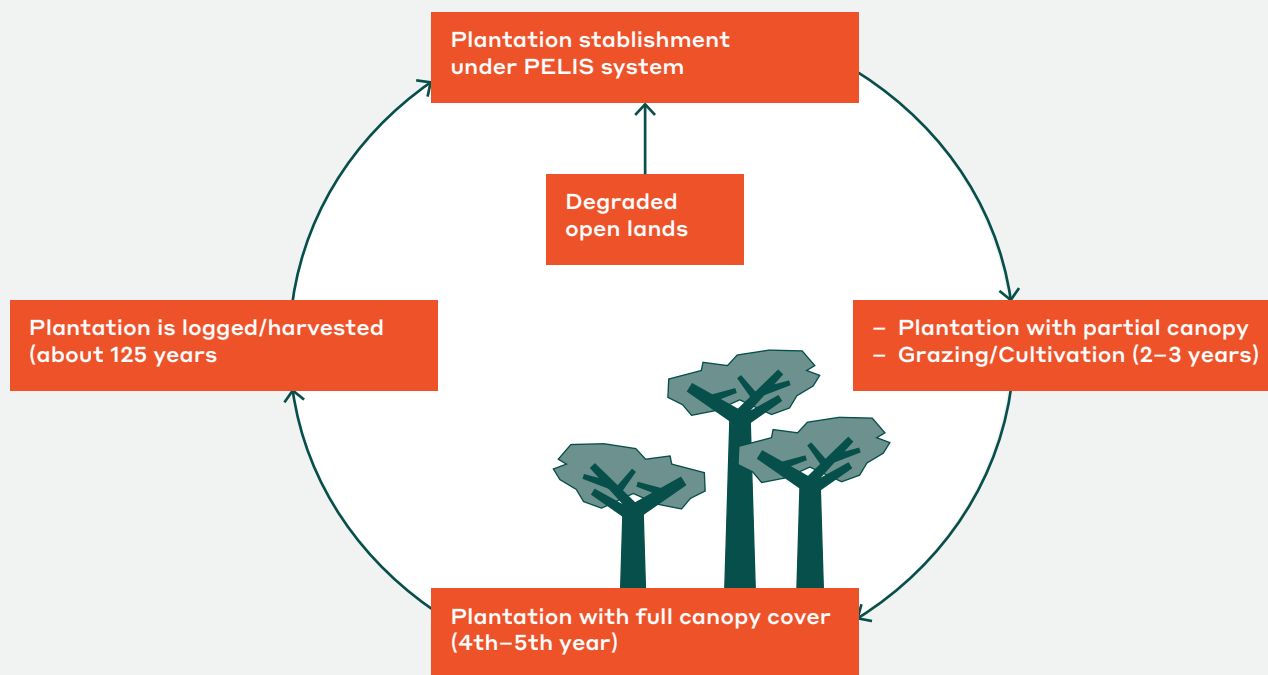 Plantation stablishment
under PELIS system
Degraded
open lands
Plantation is logged/harvested
(about 125 years
– Plantation with partial canopy
– Grazing/Cultivation (2–3 years)
Plantation with full canopy cover
(4th–5th year)